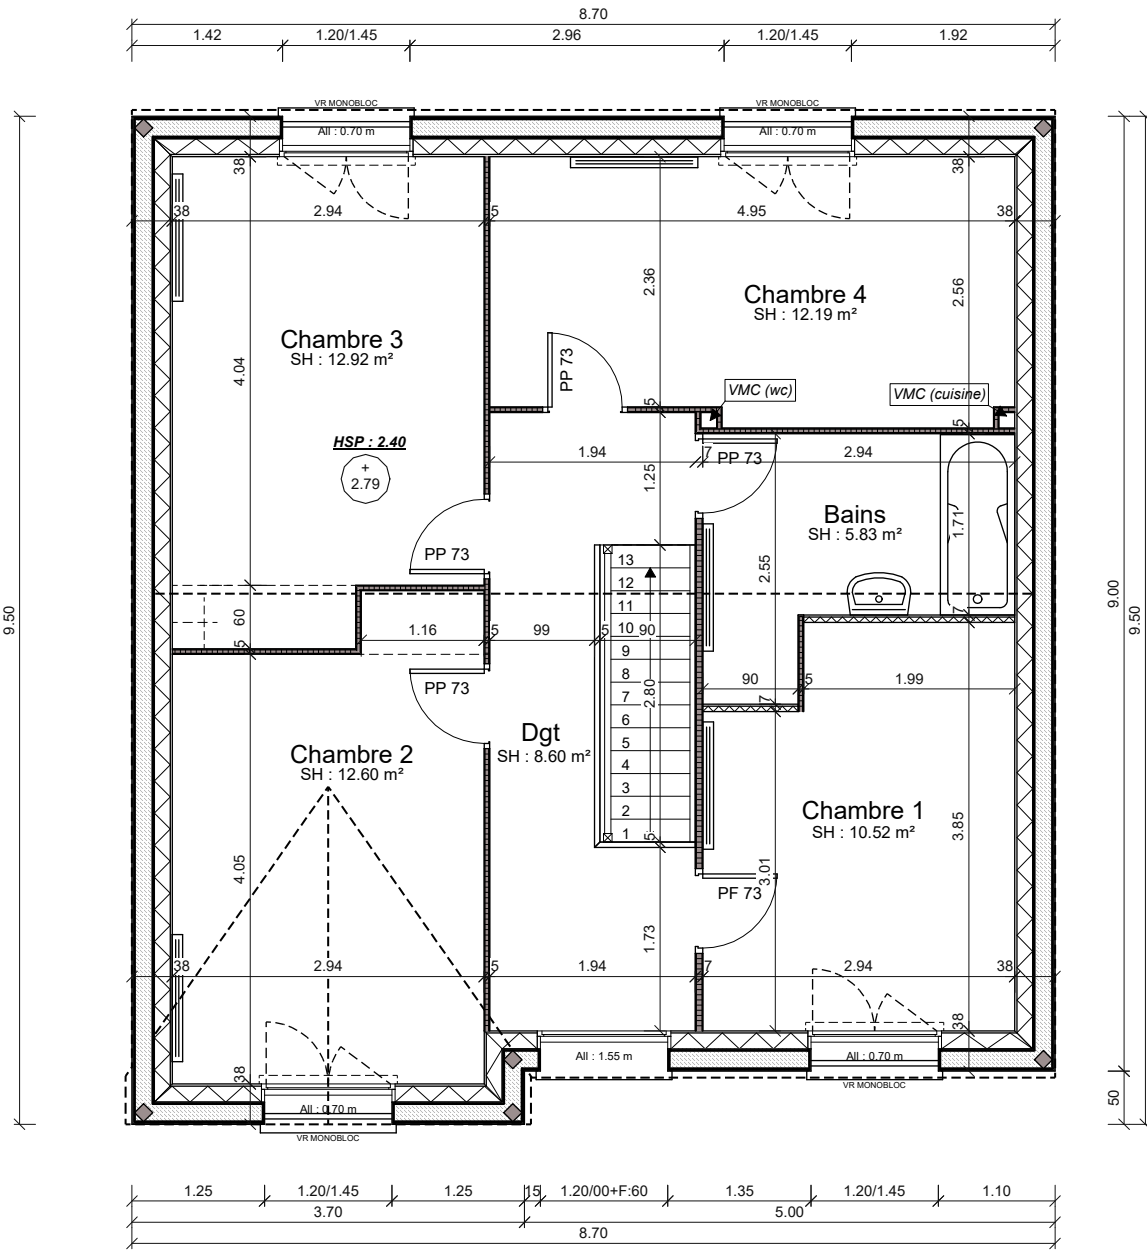 8.70
1.42 1.20/1.45 2.96 1.20/1.45 1.92
VR MONOBLOC VR MONOBLOC
All : 0.70 m All : 0.70 m
38 38
38 2.94 5 4.95 38
2.36 2.56
Chambre 4
SH : 12.19 m²
Chambre 3
SH : 12.92 m²
4.04
PP 73
VMC (wc)
VMC (cuisine)
5 5
HSP : 2.40
+
2.79
1.94 7 PP 73 2.94
1.25
Bains
SH : 5.83 m²
1.71
PP 73
2.55
13
12
11
10
9
8
7
6
5
4
3
2
1
9.50
9.00
9.50
60
5
1.16 5 99 5 90
7
PP 73
2.80
90 5 1.99
7
Dgt
SH : 8.60 m²
Chambre 2
SH : 12.60 m²
Chambre 1
SH : 10.52 m²
3.85
5
4.05
3.01
PF 73
1.73
38 2.94 5 1.94 7 2.94 38
38
All : 1.55 m All : 0.70 m
VR MONOBLOC
38
All : 0.70 m
VR MONOBLOC
50
1.25 1.20/1.45 1.25 15 1.20/00+F:60 1.35 1.20/1.45 1.10
3.70 5.00
8.70